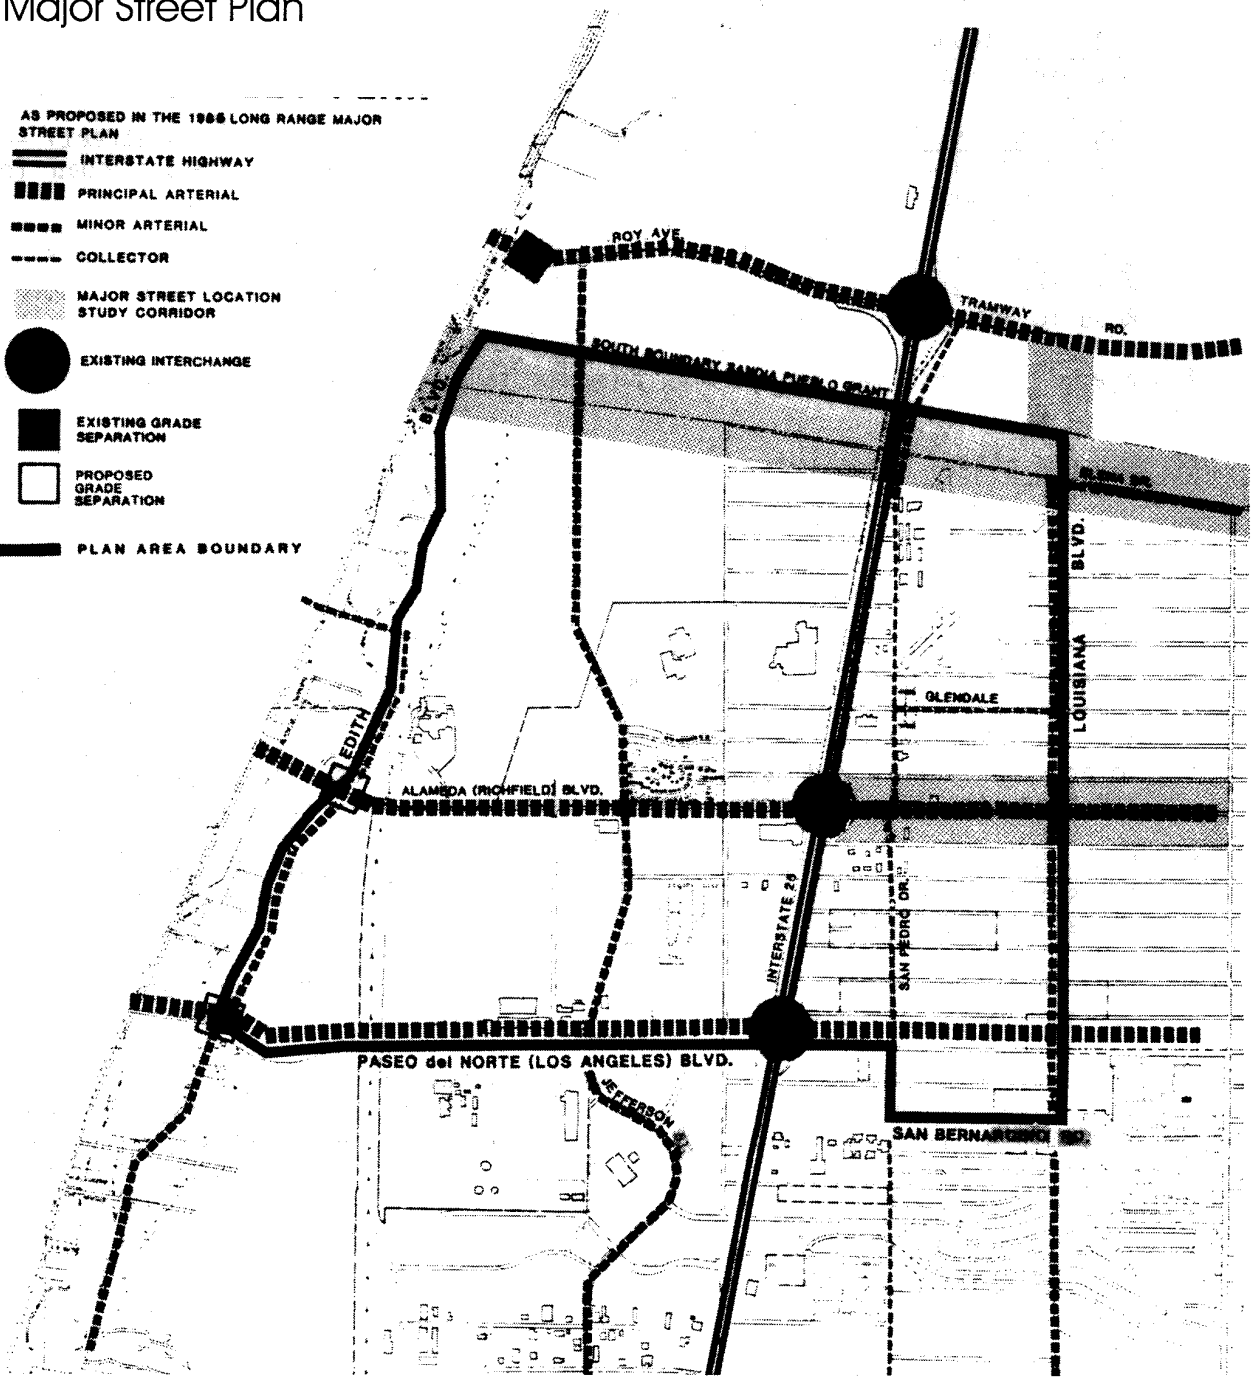 Major Street Plan
AS PROPOSED IN THE 1986 LONG RANGE MAJOR
STREET PLAN
INTERSTATE HIGHWAY
PRINCIPAL ARTERIAL
MINOR ARTERIAL
COLLECTOR
MAJOR STREET LOCATION
STUDY CORRIDOR
EXISTING INTERCHANGE
EXISTING GRADE
SEPARATION
PROPOSED
GRADE
SEPARATION
PLAN AREA BOUNDARY
ROY AVE.
TRAMWAY
RD.
SOUTH BOUNDARY SANDIA PUEBLO GRANT
BLVD.
BLVD.
LOUISIANA
GLENDALE
EDITH
ALAMEDA (RICHFIELD) BLVD.
INTERSTATE 25
SAN PEDRO DR.
PASEO del NORTE (LOS ANGELES) BLVD.
JEFFERSON
SAN BERNARDINO